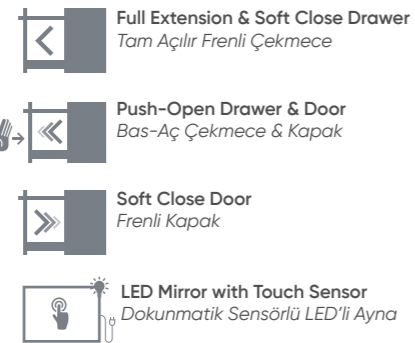 Full Extension & Soft Close Drawer
Tam Açılır Frenli Çekmece
Push-Open Drawer & Door
Bas-Aç Çekmece & Kapak
Soft Close Door
Frenli Kapak
LED Mirror with Touch Sensor
Dokunmatik Sensörlü LED’li Ayna